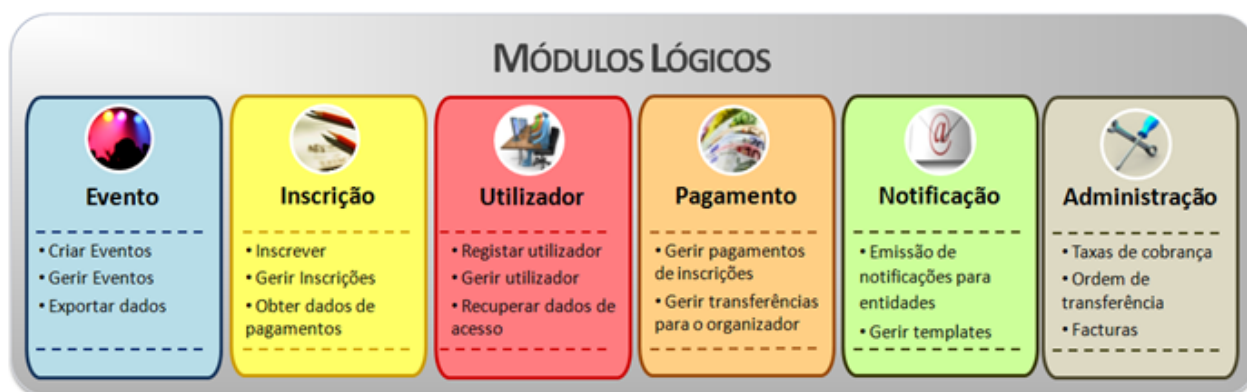 MÓDULOS LÓGICOS
Evento
• Criar Eventos
• Gerir Eventos
• Exportar dados
Inscrição
• Inscrever
• Gerir Inscrições
• Obter dados de
pagamentos
Utilizador
• Registar utilizador
• Gerir utilizador
• Recuperar dados de
acesso
Pagamento
• Gerir pagamentos
de inscrições
• Gerir transferências
para o organizador
@
Notificação
• Emissão de
notificações para
entidades
• Gerir templates
Administração
• Taxas de cobrança
• Ordem de
transferência
• Facturas